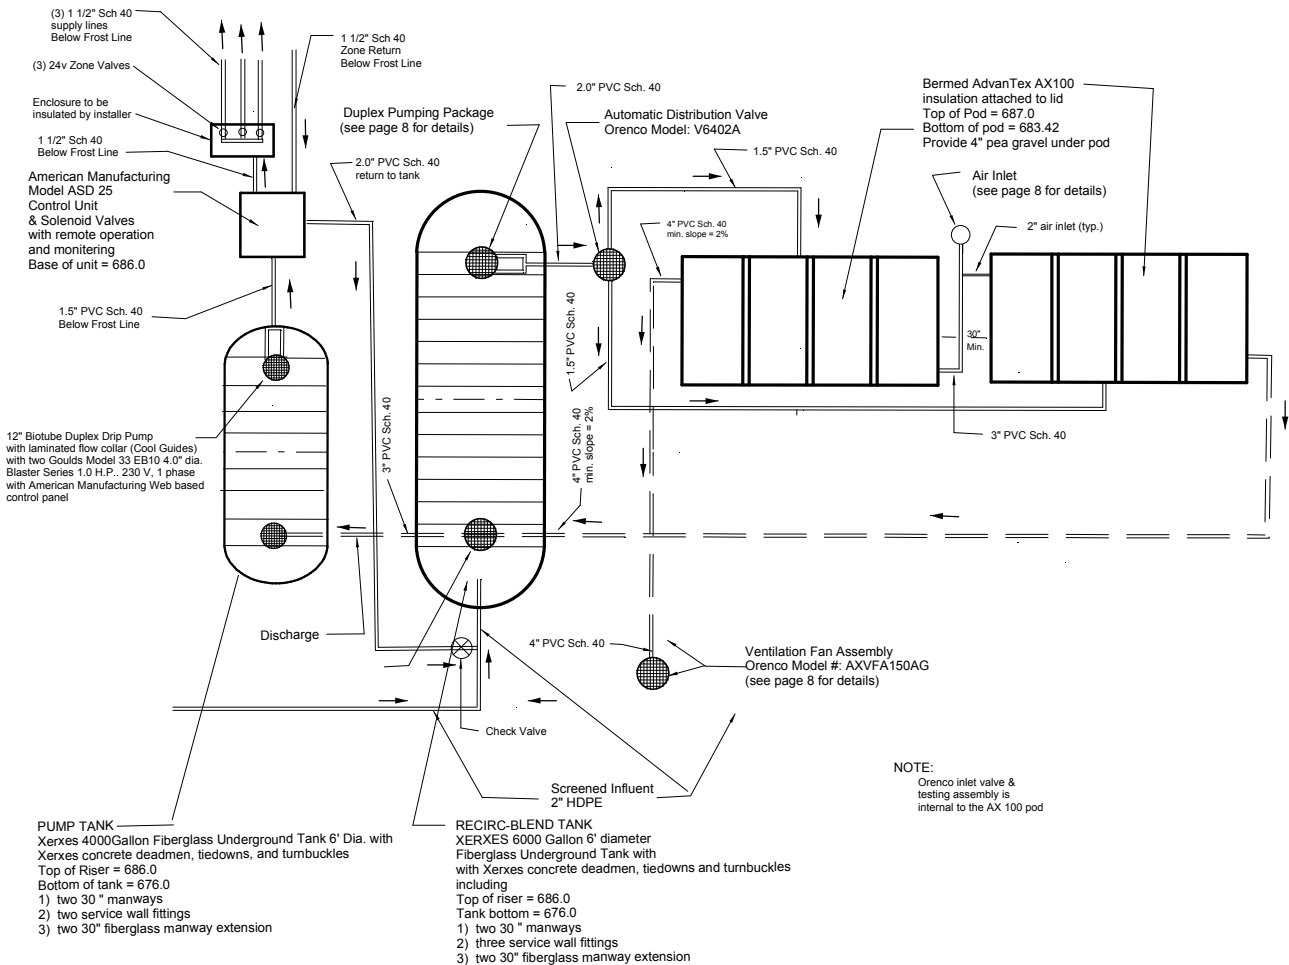 (3) 1 1/2" Sch 40
supply lines
Below Frost Line
(3) 24v Zone Valves
Enclosure to be
insulated by installer
1 1/2" Sch 40
Below Frost Line
American Manufacturing
Model ASD 25
Control Unit
& Solenoid Valves
with remote operation
and monitering
Base of unit = 686.0
1.5" PVC Sch. 40
Below Frost Line
12" Biotube Duplex Drip Pump
with laminated flow collar (Cool Guides)
with two Goulds Model 33 EB10 4.0" dia.
Blaster Series 1.0 H.P.. 230 V, 1 phase
with American Manufacturing Web based
control panel
1 1/2" Sch 40
Zone Return
Below Frost Line
Duplex Pumping Package
(see page 8 for details)
2.0" PVC Sch. 40
return to tank
2.0" PVC Sch. 40
Automatic Distribution Valve
Orenco Model: V6402A
1.5" PVC Sch. 40
4" PVC Sch. 40
min. slope = 2%
Bermed AdvanTex AX100
insulation attached to lid
Top of Pod = 687.0
Bottom of pod = 683.42
Provide 4" pea gravel under pod
Air Inlet
(see page 8 for details)
2" air inlet (typ.)
30"
Min.
3" PVC Sch. 40
1.5" PVC Sch. 40
4" PVC Sch. 40
min. slope = 2%
3" PVC Sch. 40
Discharge
4" PVC Sch. 40
Ventilation Fan Assembly
Orenco Model #: AXVFA150AG
(see page 8 for details)
Check Valve
Screened Influent
2" HDPE
NOTE:
Orenco inlet valve &
testing assembly is
internal to the AX 100 pod
PUMP TANK
Xerxes 4000Gallon Fiberglass Underground Tank 6' Dia. with
Xerxes concrete deadmen, tiedowns, and turnbuckles
Top of Riser = 686.0
Bottom of tank = 676.0
1) two 30 " manways
2) two service wall fittings
3) two 30" fiberglass manway extension
RECIRC-BLEND TANK
XERXES 6000 Gallon 6' diameter
Fiberglass Underground Tank with
with Xerxes concrete deadmen, tiedowns and turnbuckles
including
Top of riser = 686.0
Tank bottom = 676.0
1) two 30 " manways
2) three service wall fittings
3) two 30" fiberglass manway extension